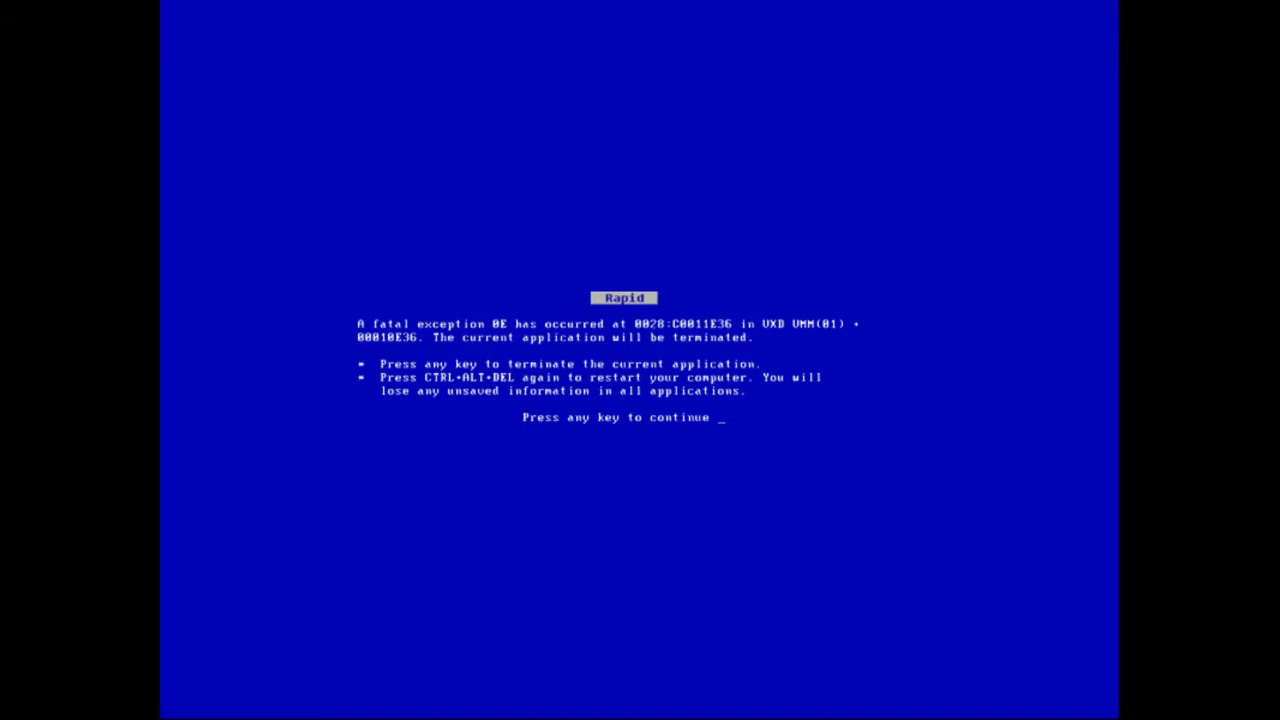 Rapid
A fatal exception 0E has occurred at 0028:C0011E36 in VXD VMM(01) +
00010E36. The current application will be terminated.
* Press any key to terminate the current application.
* Press CTRL+ALT+DEL again to restart your computer. You will
lose any unsaved information in all applications.
Press any key to continue _